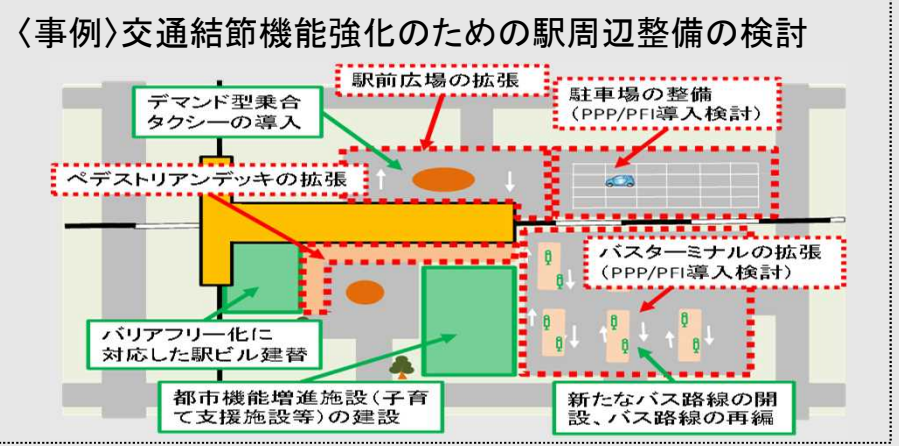 〈事例〉交通結節機能強化のための駅周辺整備の検討
駅前広場の拡張
デマンド型乗合
タクシーの導入
駐車場の整備
(PPP/PFI導入検討)
ペデストリアンデッキの拡張
バスターミナルの拡張
(PPP/PFI導入検討)
バリアフリー化に
対応した駅ビル建替
都市機能増進施設(子育
て支援施設等)の建設
新たなバス路線の開
設、バス路線の再編